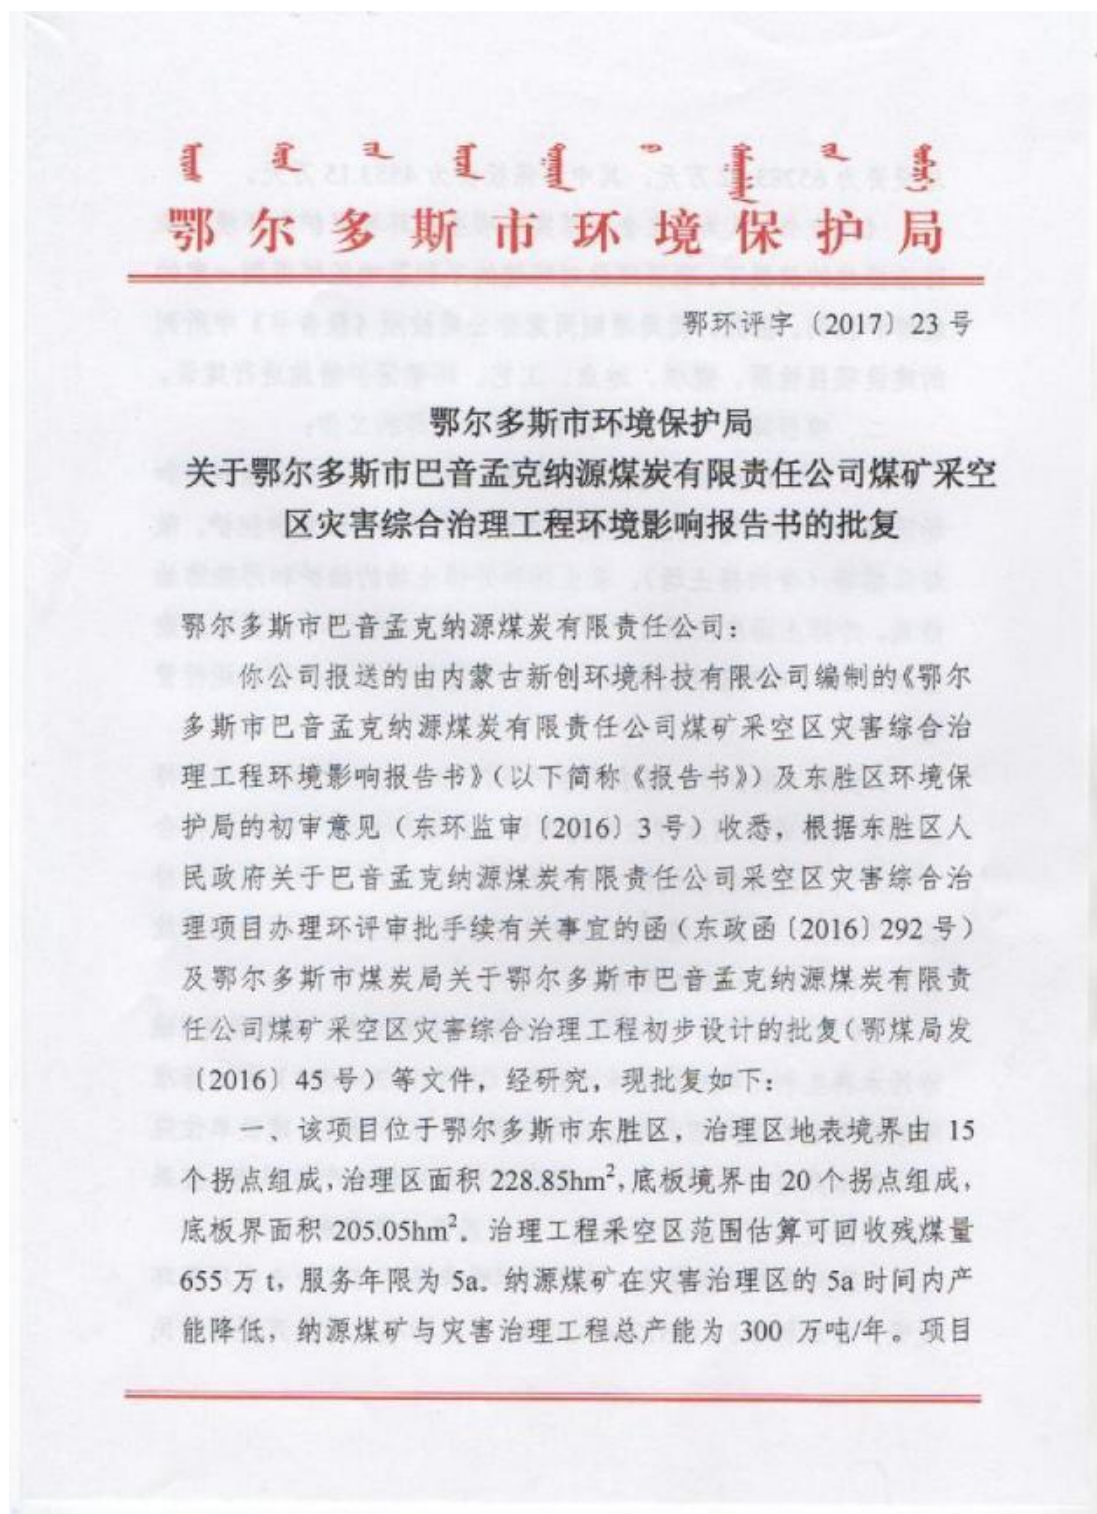 鄂尔多斯市环境保护局
鄂环评字〔2017〕23号
鄂尔多斯市环境保护局
关于鄂尔多斯市巴音孟克纳源煤炭有限责任公司煤矿采空
区灾害综合治理工程环境影响报告书的批复
鄂尔多斯市巴音孟克纳源煤炭有限责任公司：
你公司报送的由内蒙古新创环境科技有限公司编制的《鄂尔
多斯市巴音孟克纳源煤炭有限责任公司煤矿采空区灾害综合治
理工程环境影响报告书》（以下简称《报告书》）及东胜区环境保
护局的初审意见（东环监审〔2016〕3号）收悉，根据东胜区人
民政府关于巴音孟克纳源煤炭有限责任公司采空区灾害综合治
理项目办理环评审批手续有关事宜的函（东政函〔2016〕292号）
及鄂尔多斯市煤炭局关于鄂尔多斯市巴音孟克纳源煤炭有限责
任公司煤矿采空区灾害综合治理工程初步设计的批复（鄂煤局发
〔2016〕45号）等文件，经研究，现批复如下：
一、该项目位于鄂尔多斯市东胜区，治理区地表境界由 15
个拐点组成，治理区面积 228.85hm²，底板境界由 20 个拐点组成，
底板界面积 205.05hm²。治理工程采空区范围估算可回收残煤量
655 万 t，服务年限为 5a。纳源煤矿在灾害治理区的 5a 时间内产
能降低，纳源煤矿与灾害治理工程总产能为 300 万吨/年。项目